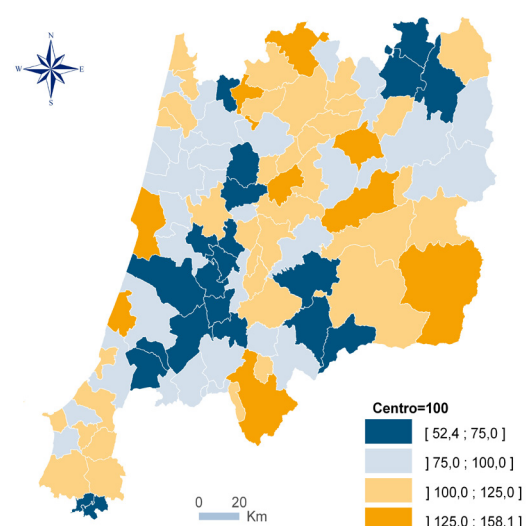 N
W E
S
Centro=100
[ 52,4 ; 75,0 ]
]75,0 ; 100,0 ]
] 100,0 ; 125,0 ]
] 125,0 ; 158,1 ]
0 20
Km